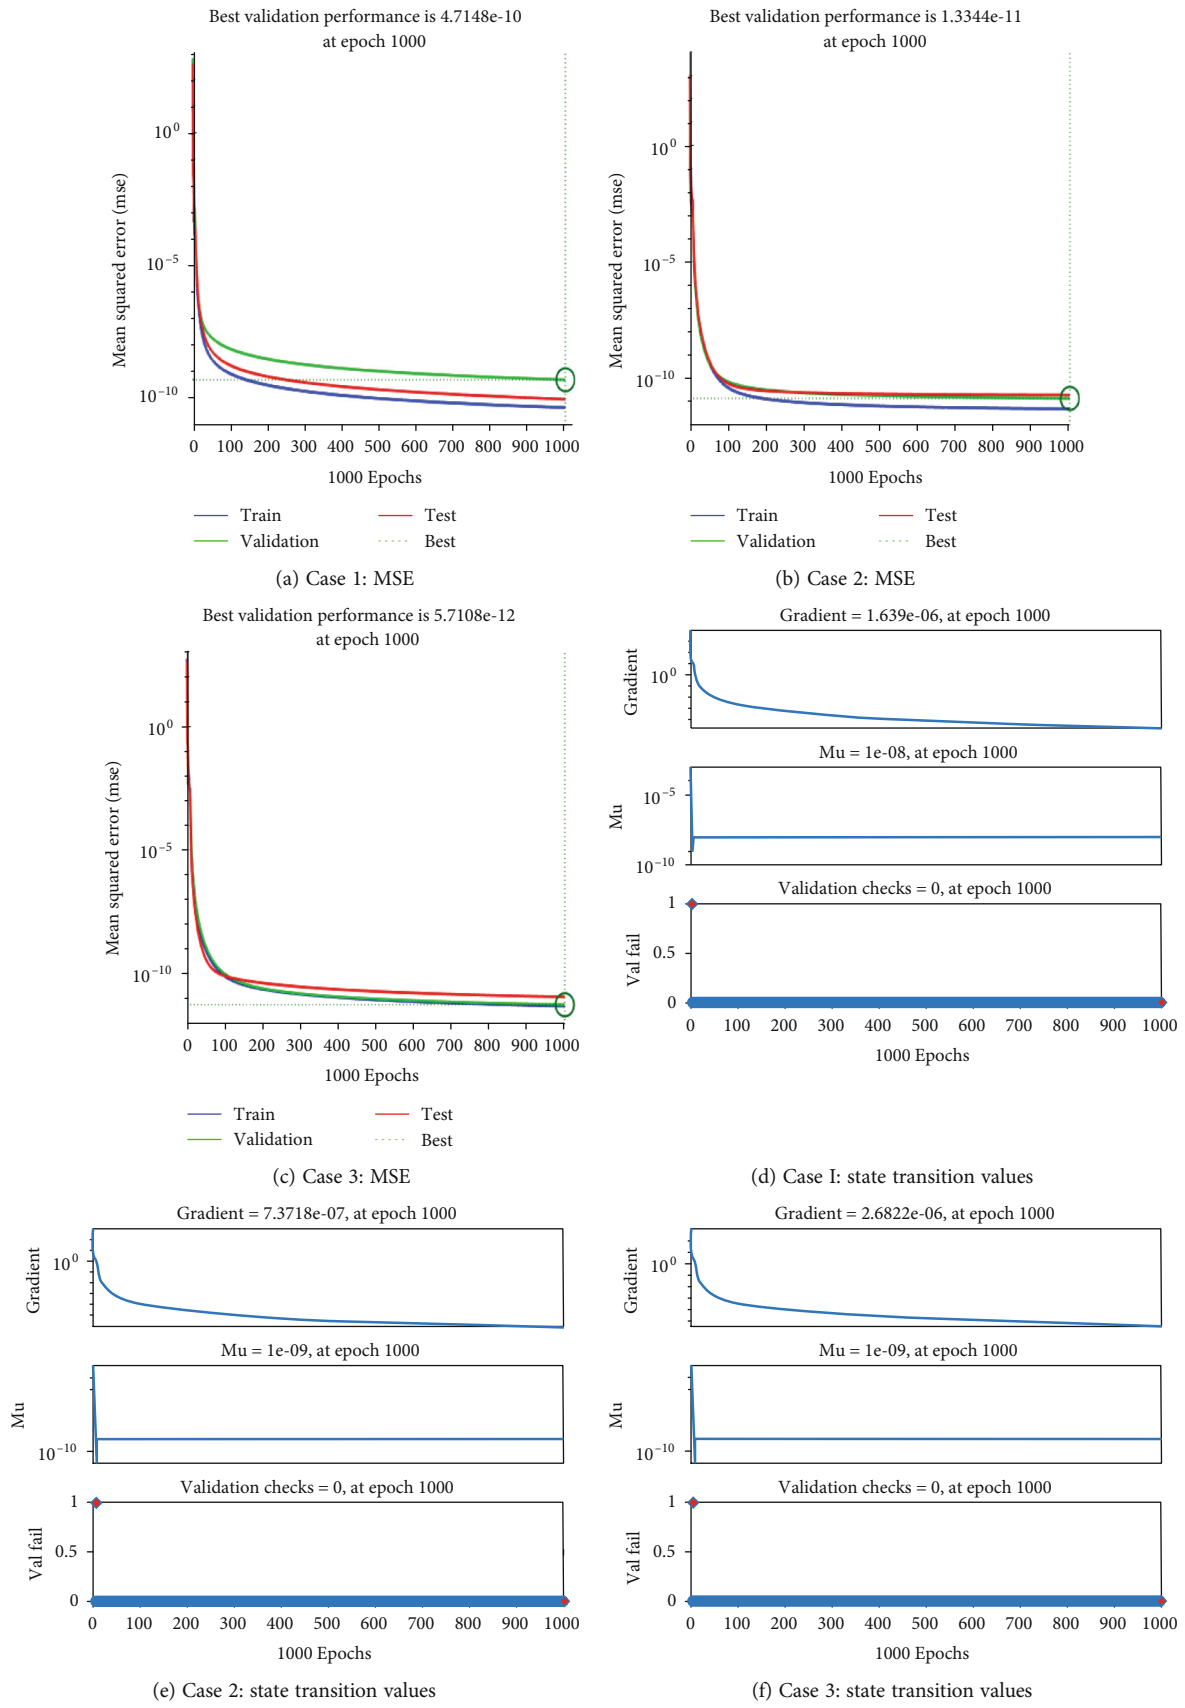 Best validation performance is 4.7148e-10
at epoch 1000
Mean squared error (mse)
10^0
10^-5
10^-10
0 100 200 300 400 500 600 700 800 900 1000
1000 Epochs
Train Test
Validation Best
(a) Case 1: MSE
Best validation performance is 1.3344e-11
at epoch 1000
Mean squared error (mse)
10^0
10^-5
10^-10
0 100 200 300 400 500 600 700 800 900 1000
1000 Epochs
Train Test
Validation Best
(b) Case 2: MSE
Best validation performance is 5.7108e-12
at epoch 1000
Mean squared error (mse)
10^0
10^-5
10^-10
0 100 200 300 400 500 600 700 800 900 1000
1000 Epochs
Train Test
Validation Best
(c) Case 3: MSE
Gradient = 1.639e-06, at epoch 1000
Gradient
10^0
Mu = 1e-08, at epoch 1000
Mu
10^-5
10^-10
Validation checks = 0, at epoch 1000
Val fail
1
0.5
0
0 100 200 300 400 500 600 700 800 900 1000
1000 Epochs
(d) Case I: state transition values
Gradient = 7.3718e-07, at epoch 1000
Gradient
10^0
Mu = 1e-09, at epoch 1000
Mu
10^-10
Validation checks = 0, at epoch 1000
Val fail
1
0.5
0
0 100 200 300 400 500 600 700 800 900 1000
1000 Epochs
(e) Case 2: state transition values
Gradient = 2.6822e-06, at epoch 1000
Gradient
10^0
Mu = 1e-09, at epoch 1000
Mu
10^-10
Validation checks = 0, at epoch 1000
Val fail
1
0.5
0
0 100 200 300 400 500 600 700 800 900 1000
1000 Epochs
(f) Case 3: state transition values